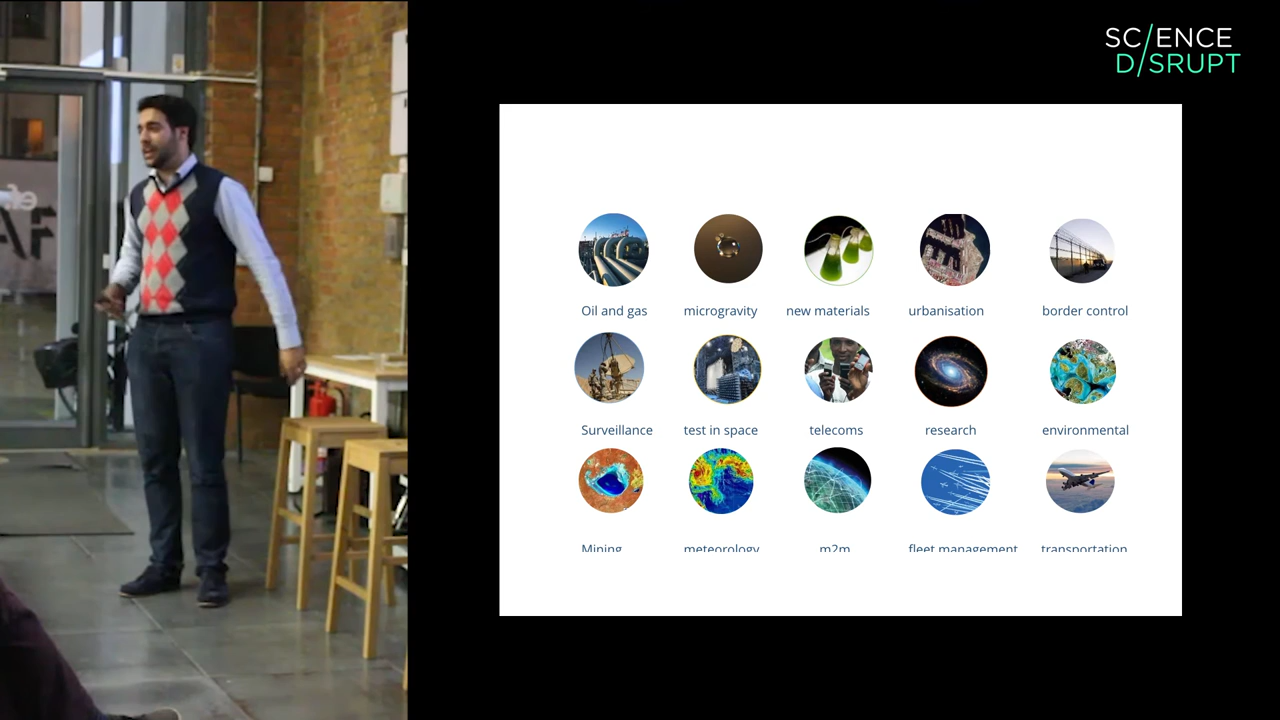 SC/ENCE
D/SRUPT
Oil and gas microgravity new materials urbanisation border control
Surveillance test in space telecoms research environmental
Mining meteorology m2m fleet management transportation